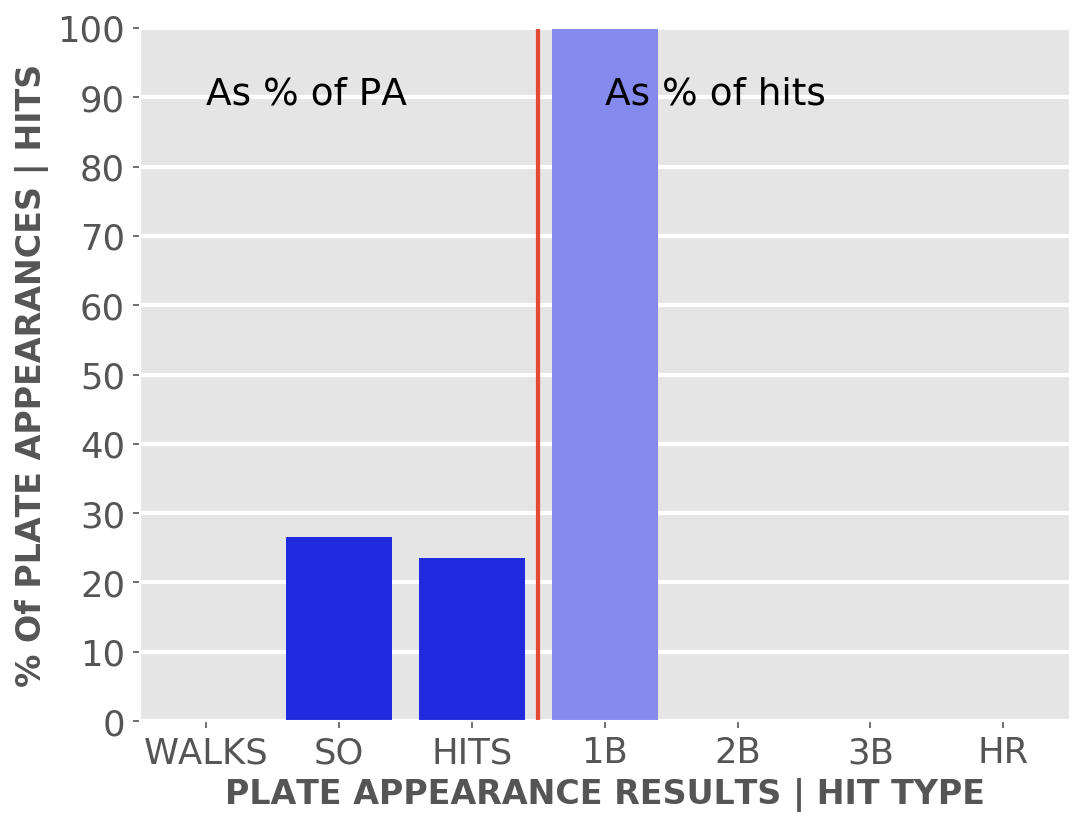 100
90
80
70
60
50
40
30
20
10
0
% Of PLATE APPEARANCES | HITS
As % of PA
As % of hits
WALKS SO HITS 1B 2B 3B HR
PLATE APPEARANCE RESULTS | HIT TYPE